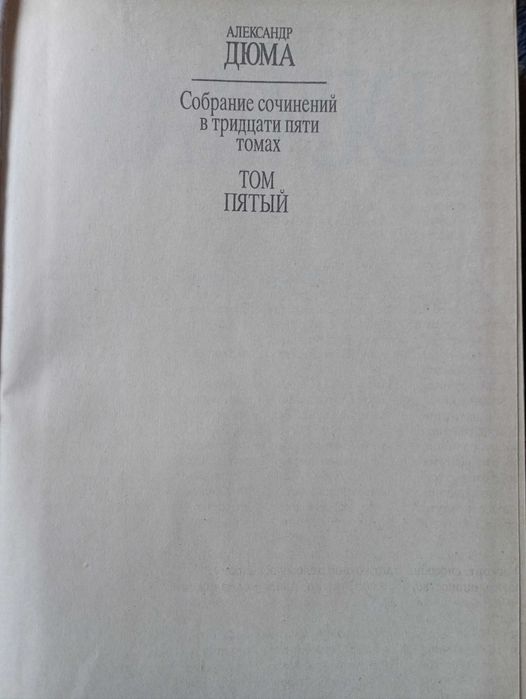 АЛЕКСАНДР
ДЮМА
Собрание сочинений
в тридцати пяти
томах
ТОМ
ПЯТЫЙ